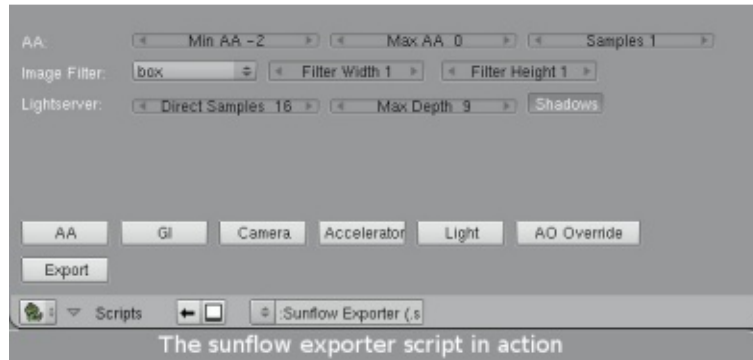 AA: Min AA -2 Max AA 0 Samples 1
Image Filter: box Filter Width 1 Filter Height 1
Lightserver: Direct Samples 16 Max Depth 9 Shadows
AA GI Camera Accelerator Light AO Override
Export
Scripts :Sunflow Exporter (.s
The sunflow exporter script in action